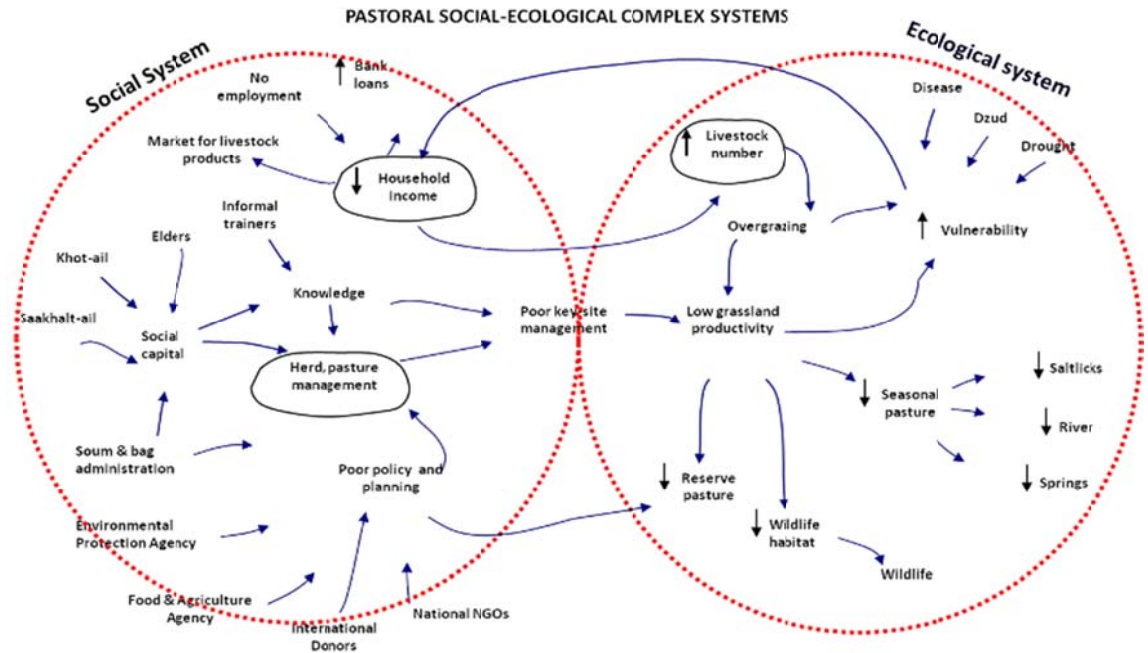 PASTORAL SOCIAL-ECOLOGICAL COMPLEX SYSTEMS
Social System
Ecological system
No
employment
Bank
loans
Market for livestock
products
Household
Income
Informal
trainers
Elders
Khot-ail
Saakhalt-ail
Social
capital
Knowledge
Herd, pasture
management
Poor key-site
management
Soum & bag
administration
Poor policy and
planning
Environmental
Protection Agency
Food & Agriculture
Agency
International
Donors
National NGOs
Livestock
number
Disease
Dzud
Drought
Overgrazing
Vulnerability
Low grassland
productivity
Seasonal
pasture
Saltlicks
River
Springs
Reserve
pasture
Wildlife
habitat
Wildlife